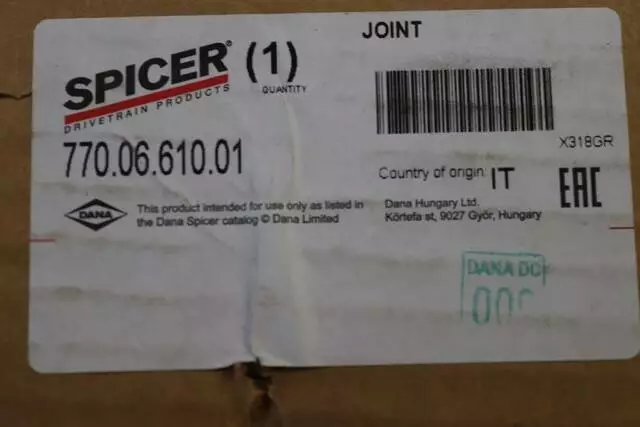 JOINT
SPICER®
(1)
QUANTITY
DRIVETRAIN PRODUCTS
X318GR
770.06.610.01
Country of origin: IT
EAC
DANA
This product intended for use only as listed in
the Dana Spicer catalog © Dana Limited
Dana Hungary Ltd.
Körtefa st, 9027 Györ, Hungary
DANA DC